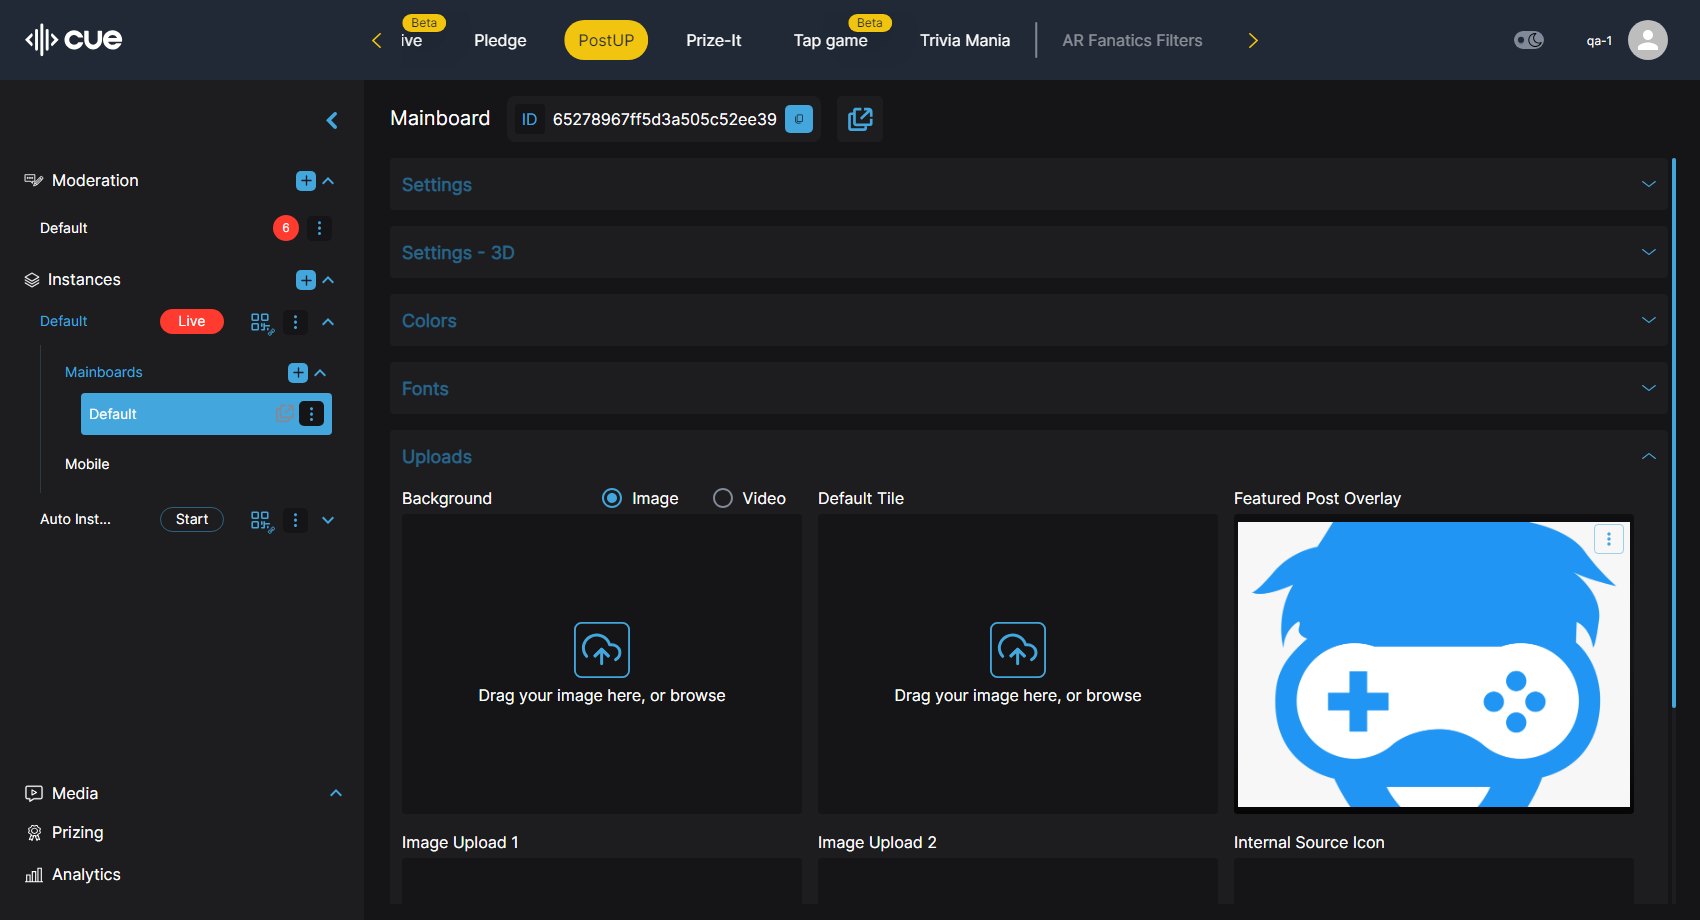 cue
Beta
ive
Pledge
PostUP
Prize-It
Beta
Tap game
Trivia Mania
AR Fanatics Filters
qa-1
Moderation
Default
6
Instances
Default
Live
Mainboards
Default
Mobile
Auto Inst...
Start
Media
Prizing
Analytics
Mainboard
ID 65278967ff5d3a505c52ee39
Settings
Settings - 3D
Colors
Fonts
Uploads
Background
Image
Video
Default Tile
Featured Post Overlay
Drag your image here, or browse
Drag your image here, or browse
Image Upload 1
Image Upload 2
Internal Source Icon